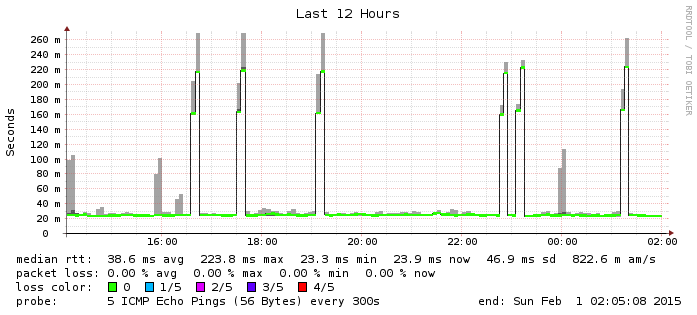 Last 12 Hours
RRDTOOL / TOBI OETIKER
Seconds
260 m
240 m
220 m
200 m
180 m
160 m
140 m
120 m
100 m
80 m
60 m
40 m
20 m
0
16:00 18:00 20:00 22:00 00:00 02:00
median rtt: 38.6 ms avg 223.8 ms max 23.3 ms min 23.9 ms now 46.9 ms sd 822.6 m am/s
packet loss: 0.00 % avg 0.00 % max 0.00 % min 0.00 % now
loss color: 0 1/5 2/5 3/5 4/5
probe: 5 ICMP Echo Pings (56 Bytes) every 300s end: Sun Feb 1 02:05:08 2015